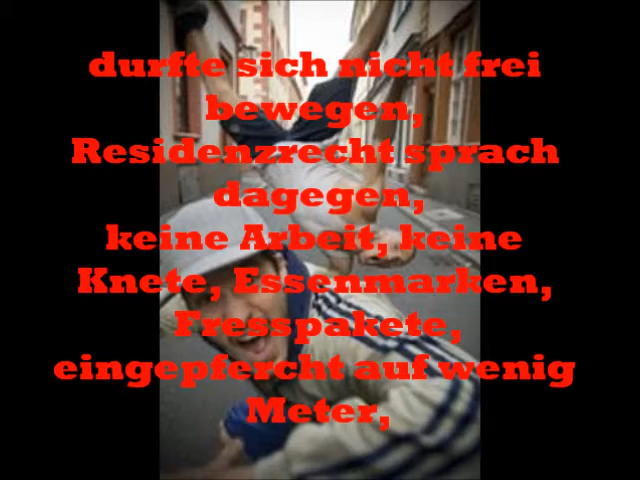 durfte sich nicht frei
bewegen,
Residenzrecht sprach
dagegen,
keine Arbeit, keine
Knete, Essenmarken,
Fresspakete,
eingepfercht auf wenig
Meter,